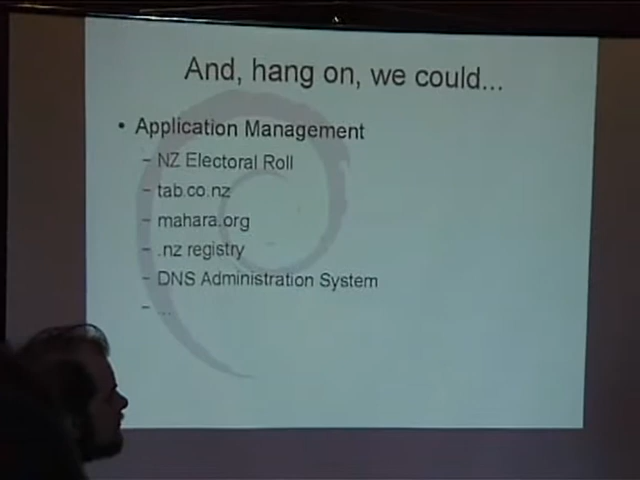 And, hang on, we could...
• Application Management
– NZ Electoral Roll
– tab.co.nz
– mahara.org
– .nz registry
– DNS Administration System
– ...